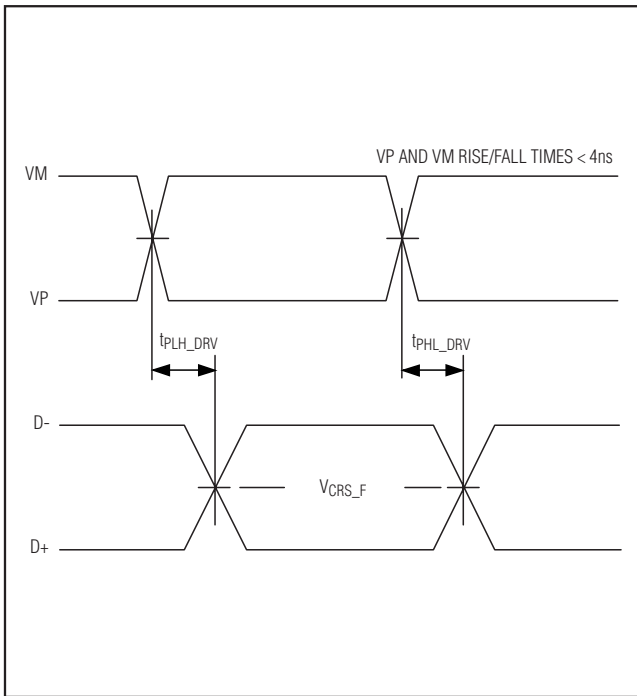 VP AND VM RISE/FALL TIMES < 4ns
VM
VP
tPLH_DRV
tPHL_DRV
D-
VCRS_F
D+